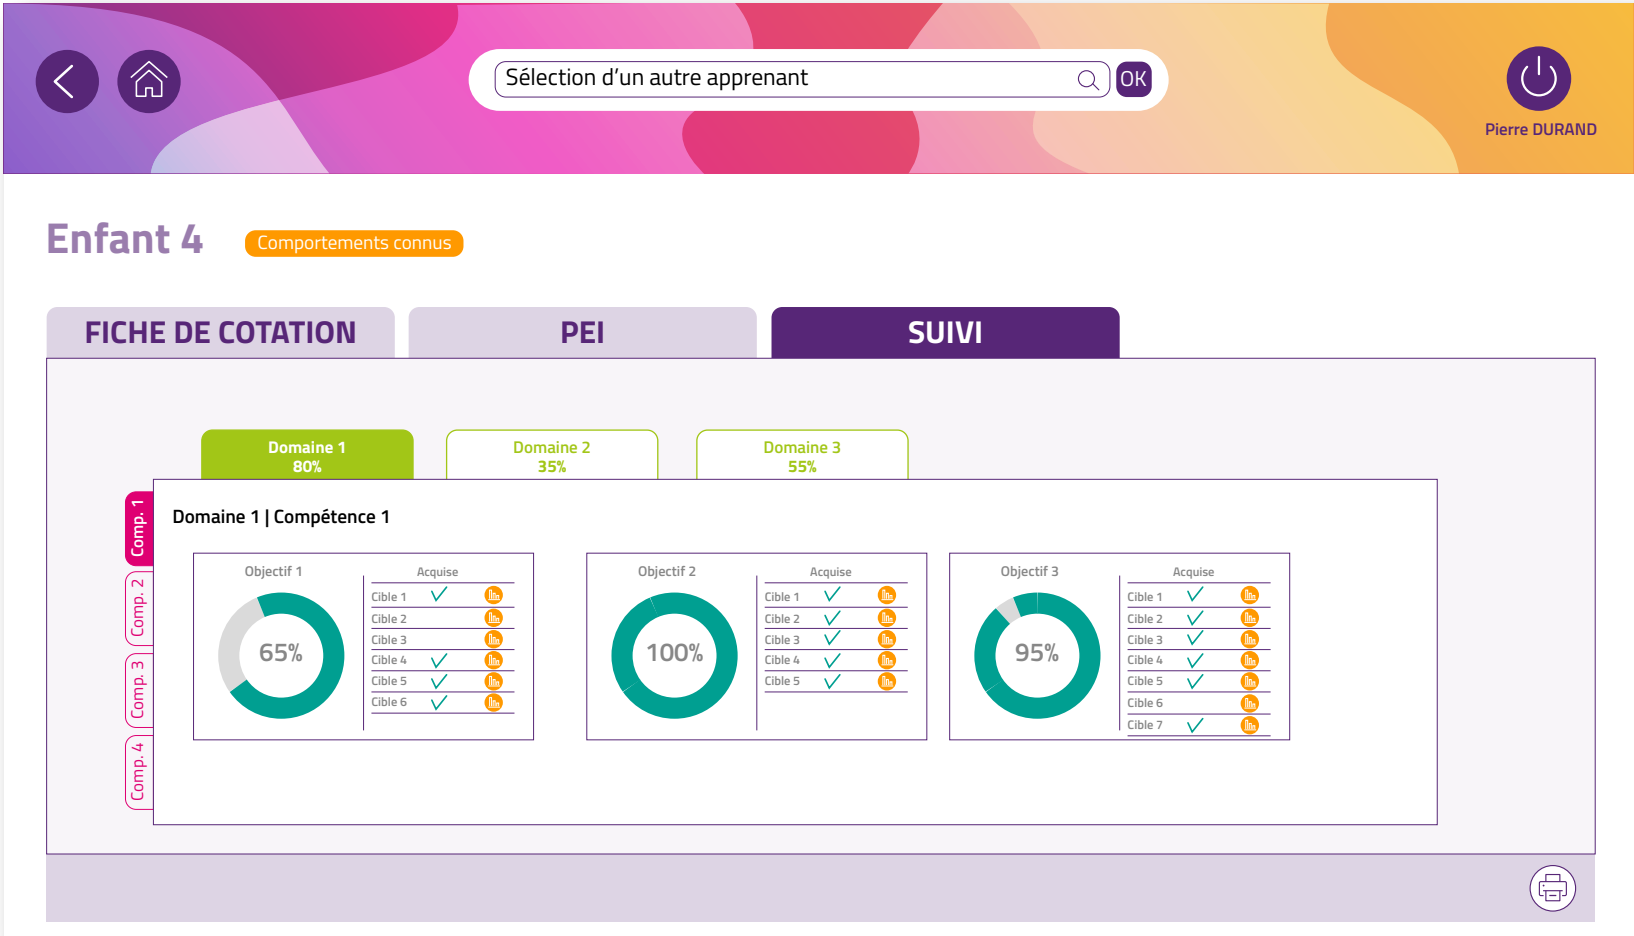 Sélection d'un autre apprenant
OK
Pierre DURAND
Enfant 4
Comportements connus
FICHE DE COTATION
PEI
SUIVI
Domaine 1
80%
Domaine 2
35%
Domaine 3
55%
Comp. 1
Comp. 2
Comp. 3
Comp. 4
Domaine 1 | Compétence 1
Objectif 1
65%
Acquise
Cible 1
Cible 2
Cible 3
Cible 4
Cible 5
Cible 6
Objectif 2
100%
Acquise
Cible 1
Cible 2
Cible 3
Cible 4
Cible 5
Objectif 3
95%
Acquise
Cible 1
Cible 2
Cible 3
Cible 4
Cible 5
Cible 6
Cible 7